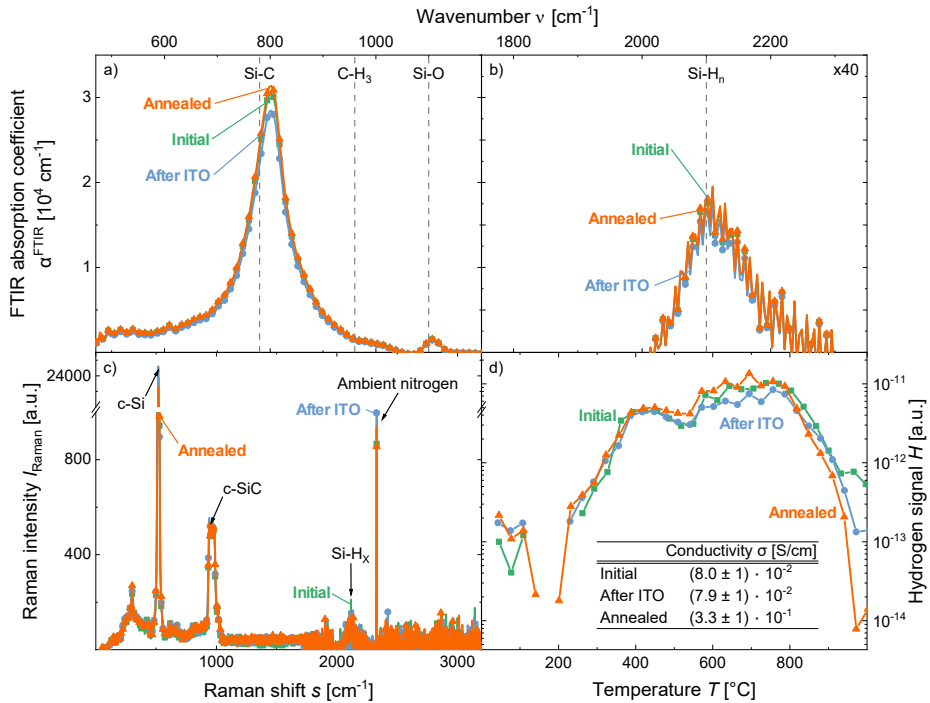 Wavenumber ν [cm⁻¹]
600 800 1000 1800 2000 2200
a) Si-C C-H₃ Si-O
b) Si-Hₙ x40
Annealed
Initial
After ITO
Initial
Annealed
After ITO
FTIR absorption coefficient
αᶠᵀᴵᴿ [10⁴ cm⁻¹]
3
2
1
c)
c-Si
Annealed
c-SiC
After ITO
Ambient nitrogen
Si-Hₓ
Initial
Raman intensity I_Raman [a.u.]
24000
800
400
0 1000 2000 3000
Raman shift s [cm⁻¹]
d)
Initial
After ITO
Annealed
Conductivity σ [S/cm]
Initial (8.0 ± 1) · 10⁻²
After ITO (7.9 ± 1) · 10⁻²
Annealed (3.3 ± 1) · 10⁻¹
10⁻¹¹
10⁻¹²
10⁻¹³
10⁻¹⁴
Hydrogen signal H [a.u.]
200 400 600 800
Temperature T [°C]